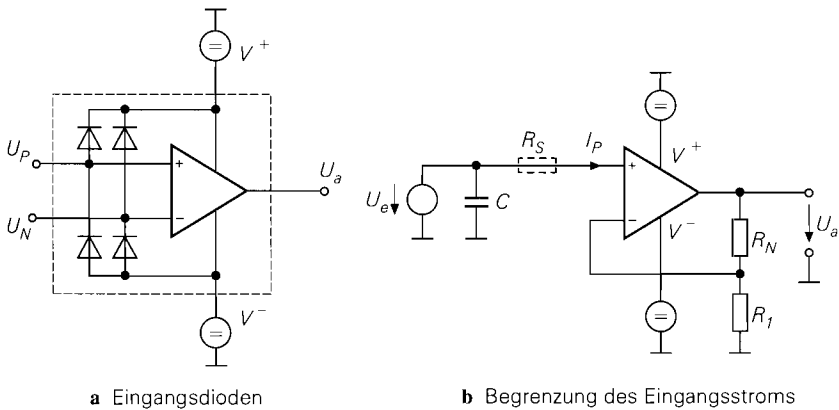 V⁺
U_P
+
U_a
U_N
−
V⁻
a Eingangsdioden
R_S
I_P
V⁺
+
U_e
C
−
V⁻
R_N
U_a
R_1
b Begrenzung des Eingangsstroms